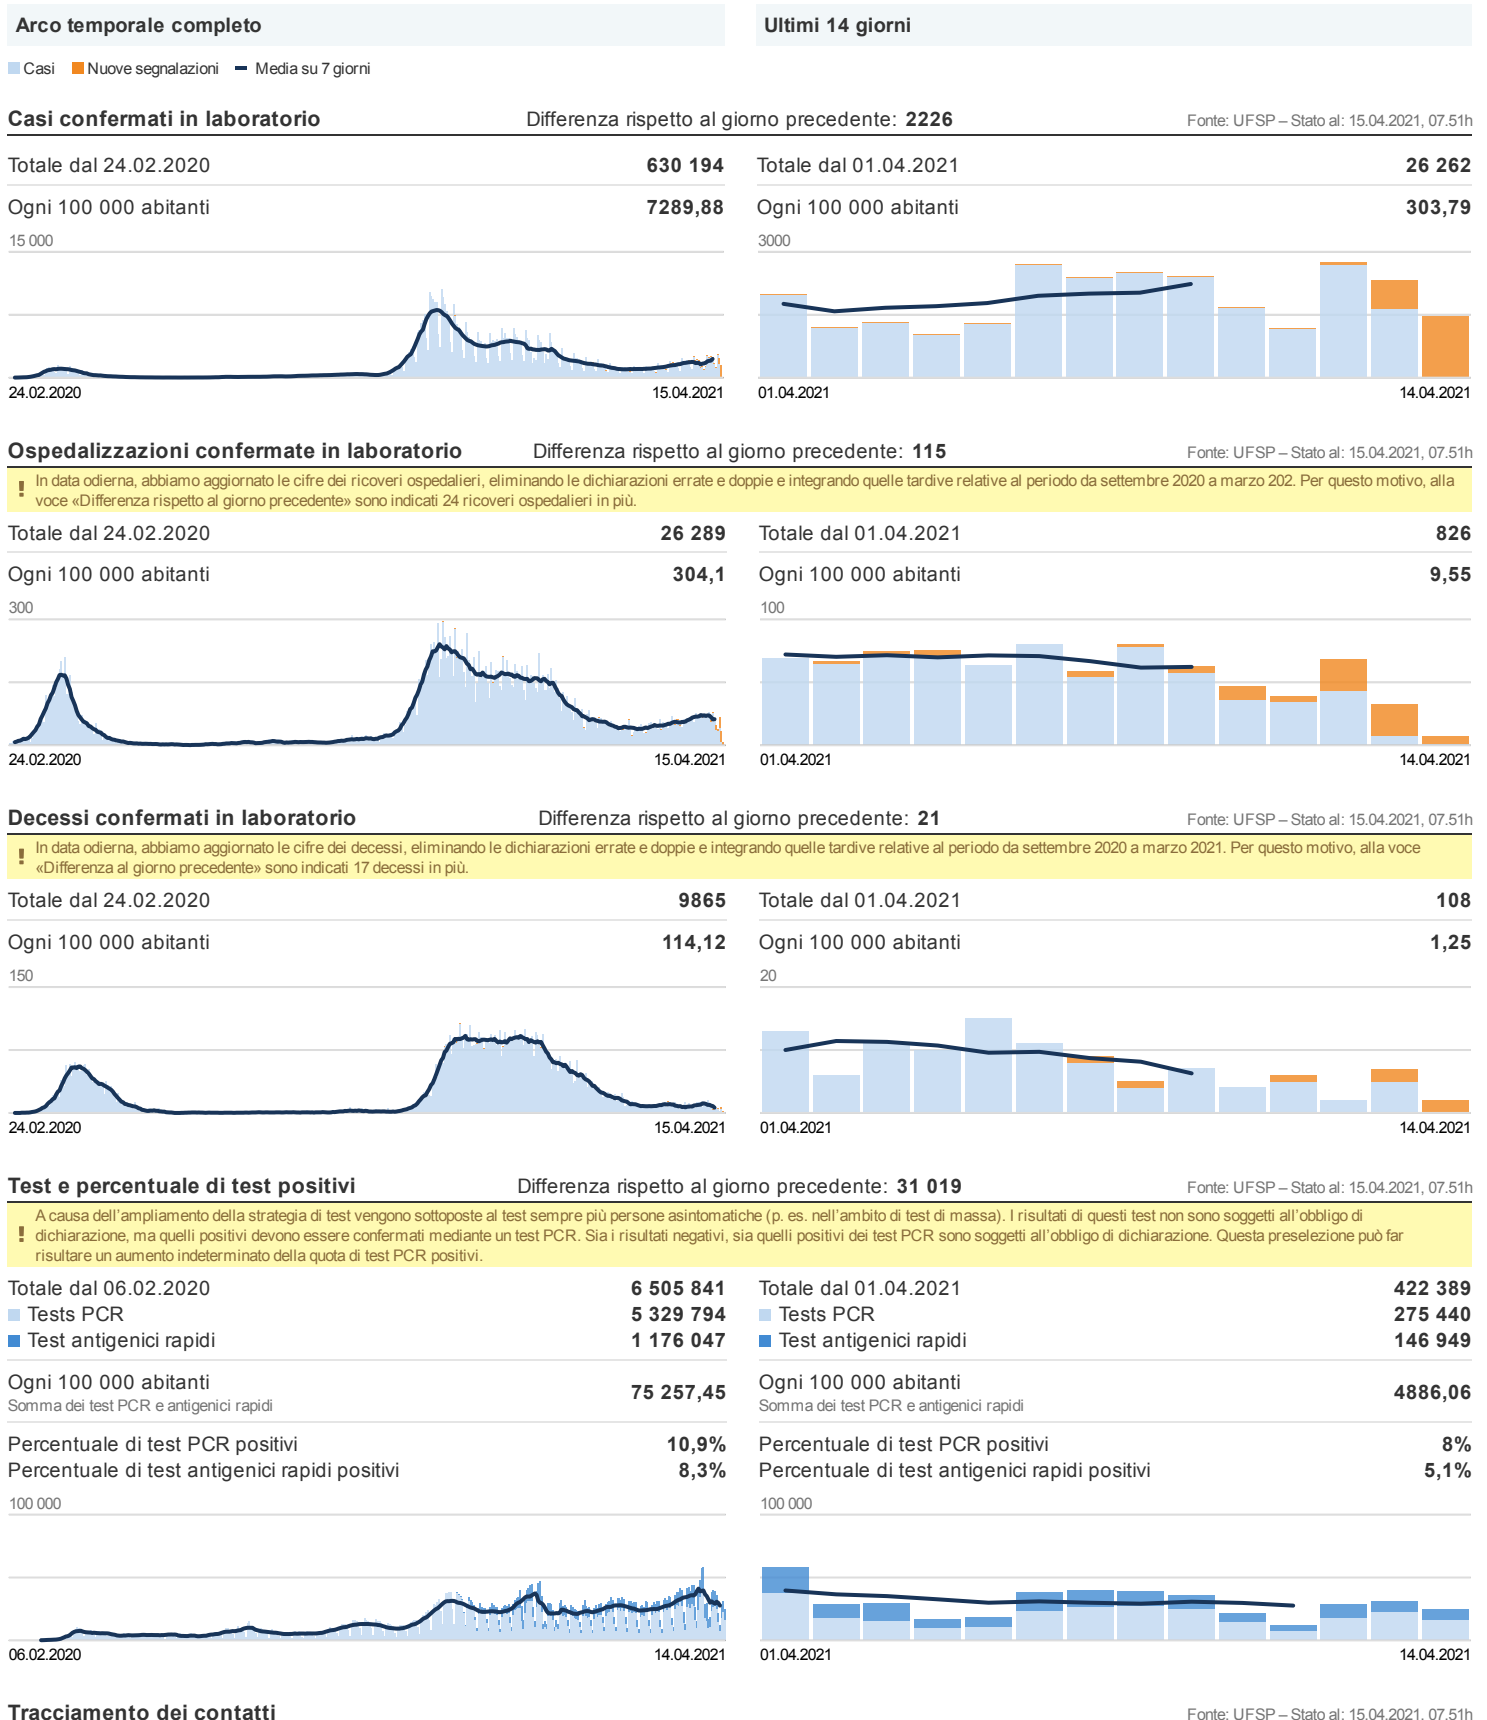 Arco temporale completo
Ultimi 14 giorni
Casi Nuove segnalazioni Media su 7 giorni
Casi confermati in laboratorio Differenza rispetto al giorno precedente: 2226 Fonte: UFSP – Stato al: 15.04.2021, 07.51h
Totale dal 24.02.2020 630 194
Ogni 100 000 abitanti 7289,88
15 000
24.02.2020 15.04.2021
Totale dal 01.04.2021 26 262
Ogni 100 000 abitanti 303,79
3000
01.04.2021 14.04.2021
Ospedalizzazioni confermate in laboratorio Differenza rispetto al giorno precedente: 115 Fonte: UFSP – Stato al: 15.04.2021, 07.51h
! In data odierna, abbiamo aggiornato le cifre dei ricoveri ospedalieri, eliminando le dichiarazioni errate e doppie e integrando quelle tardive relative al periodo da settembre 2020 a marzo 202. Per questo motivo, alla
voce «Differenza rispetto al giorno precedente» sono indicati 24 ricoveri ospedalieri in più.
Totale dal 24.02.2020 26 289
Ogni 100 000 abitanti 304,1
300
24.02.2020 15.04.2021
Totale dal 01.04.2021 826
Ogni 100 000 abitanti 9,55
100
01.04.2021 14.04.2021
Decessi confermati in laboratorio Differenza rispetto al giorno precedente: 21 Fonte: UFSP – Stato al: 15.04.2021, 07.51h
! In data odierna, abbiamo aggiornato le cifre dei decessi, eliminando le dichiarazioni errate e doppie e integrando quelle tardive relative al periodo da settembre 2020 a marzo 2021. Per questo motivo, alla voce
«Differenza al giorno precedente» sono indicati 17 decessi in più.
Totale dal 24.02.2020 9865
Ogni 100 000 abitanti 114,12
150
24.02.2020 15.04.2021
Totale dal 01.04.2021 108
Ogni 100 000 abitanti 1,25
20
01.04.2021 14.04.2021
Test e percentuale di test positivi Differenza rispetto al giorno precedente: 31 019 Fonte: UFSP – Stato al: 15.04.2021, 07.51h
! A causa dell'ampliamento della strategia di test vengono sottoposte al test sempre più persone asintomatiche (p. es. nell'ambito di test di massa). I risultati di questi test non sono soggetti all'obbligo di
dichiarazione, ma quelli positivi devono essere confermati mediante un test PCR. Sia i risultati negativi, sia quelli positivi dei test PCR sono soggetti all'obbligo di dichiarazione. Questa preselezione può far
risultare un aumento indeterminato della quota di test PCR positivi.
Totale dal 06.02.2020 6 505 841
Tests PCR 5 329 794
Test antigenici rapidi 1 176 047
Ogni 100 000 abitanti 75 257,45
Somma dei test PCR e antigenici rapidi
Percentuale di test PCR positivi 10,9%
Percentuale di test antigenici rapidi positivi 8,3%
100 000
06.02.2020 14.04.2021
Totale dal 01.04.2021 422 389
Tests PCR 275 440
Test antigenici rapidi 146 949
Ogni 100 000 abitanti 4886,06
Somma dei test PCR e antigenici rapidi
Percentuale di test PCR positivi 8%
Percentuale di test antigenici rapidi positivi 5,1%
100 000
01.04.2021 14.04.2021
Tracciamento dei contatti Fonte: UFSP – Stato al: 15.04.2021, 07.51h